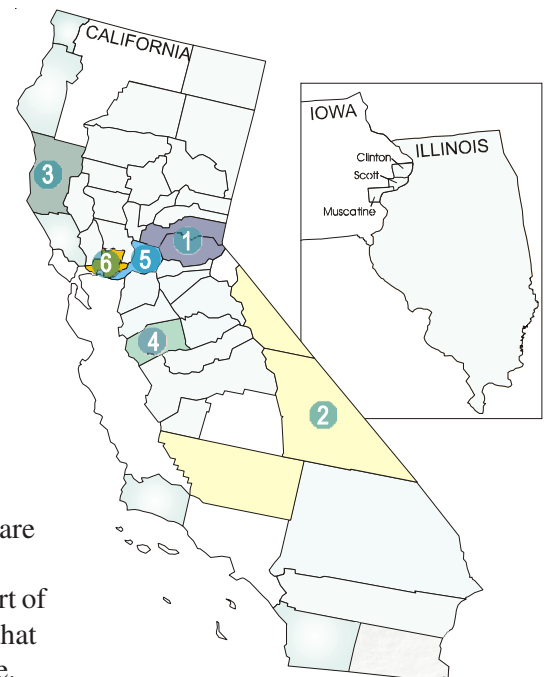 CALIFORNIA
IOWA
ILLINOIS
Clinton
Scott
Muscatine
3
1
6
5
4
2
are
rt of
hat
e.